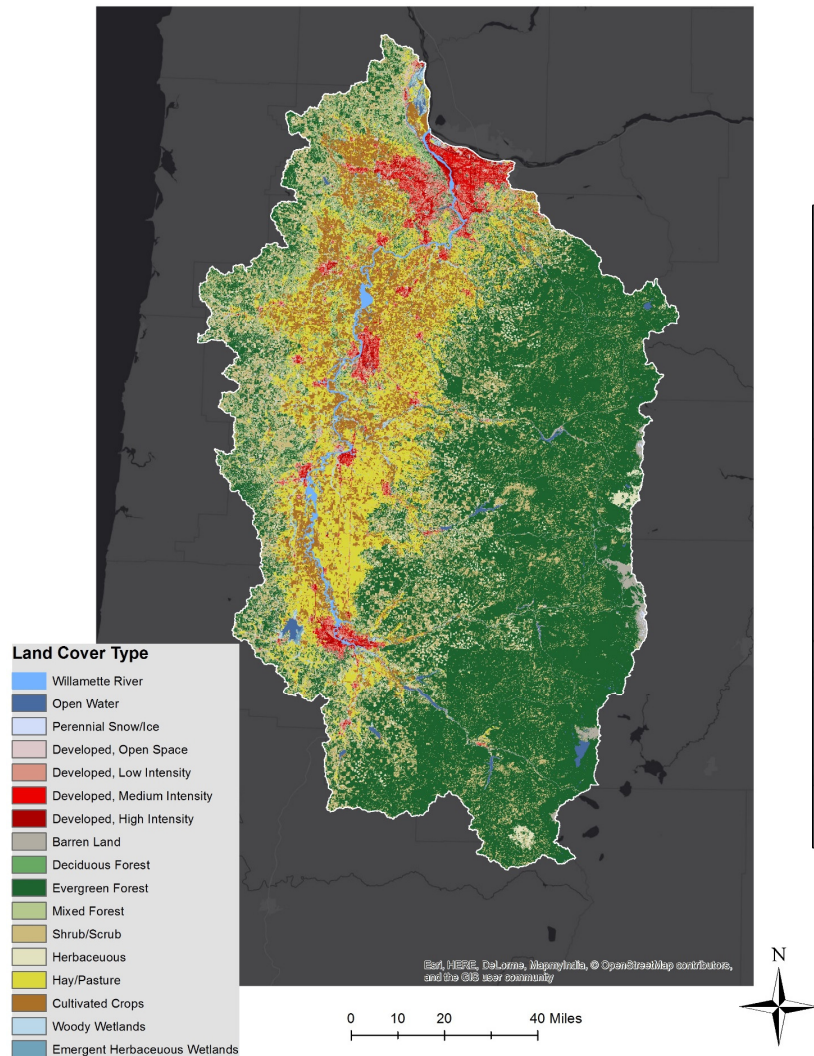 Land Cover Type
Willamette River
Open Water
Perennial Snow/Ice
Developed, Open Space
Developed, Low Intensity
Developed, Medium Intensity
Developed, High Intensity
Barren Land
Deciduous Forest
Evergreen Forest
Mixed Forest
Shrub/Scrub
Herbaceous
Hay/Pasture
Cultivated Crops
Woody Wetlands
Emergent Herbaceuous Wetlands
Esri, HERE, DeLorme, MapmyIndia, © OpenStreetMap contributors,
and the GIS user community
N
0 10 20 40 Miles